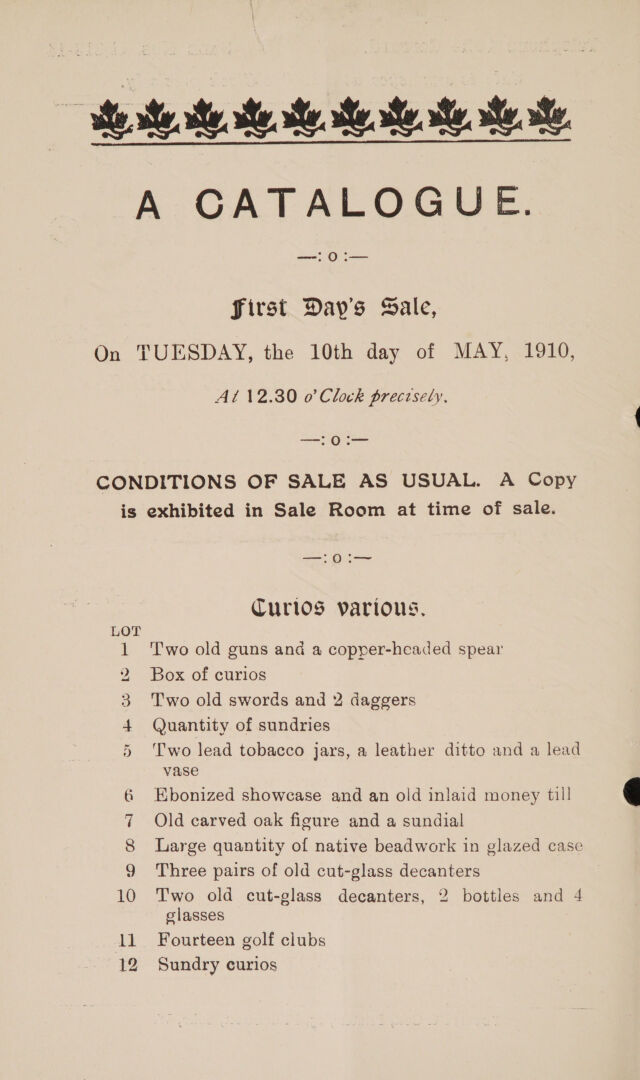 A CATALOGUE.
—: o :—
First Day's Sale,
On TUESDAY, the 10th day of MAY, 1910,
At 12.30 o'Clock precisely.
—: o :—
CONDITIONS OF SALE AS USUAL. A Copy
is exhibited in Sale Room at time of sale.
—: o :—
Curios various.
LOT
1 Two old guns and a copper-headed spear
2 Box of curios
3 Two old swords and 2 daggers
4 Quantity of sundries
5 Two lead tobacco jars, a leather ditto and a lead
vase
6 Ebonized showcase and an old inlaid money till
7 Old carved oak figure and a sundial
8 Large quantity of native beadwork in glazed case
9 Three pairs of old cut-glass decanters
10 Two old cut-glass decanters, 2 bottles and 4
glasses
11 Fourteen golf clubs
12 Sundry curios